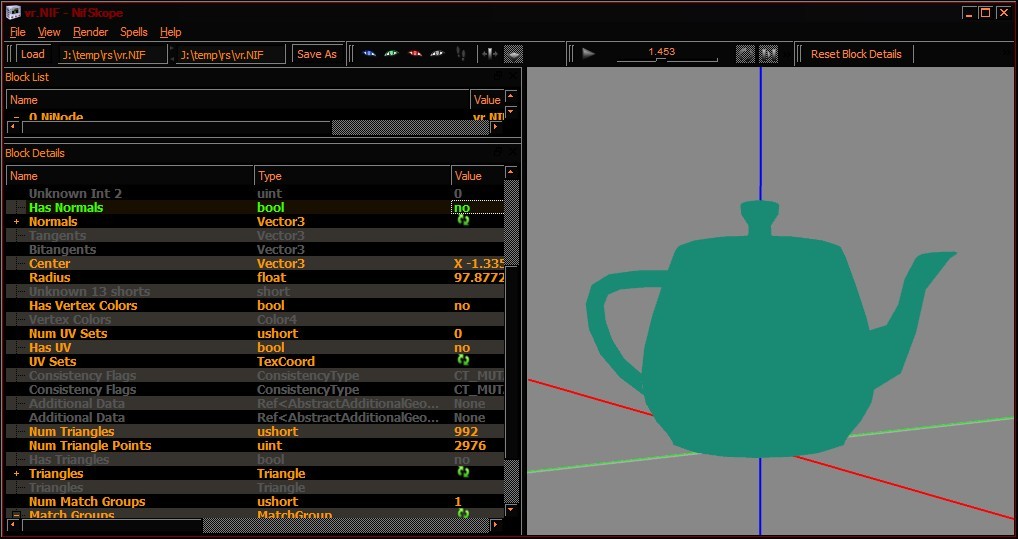 vr.NIF - NifSkope
File View Render Spells Help
Load J:\temp\rs\vr.NIF J:\temp\rs\vr.NIF Save As 1.453 Reset Block Details
Block List
Name Value
0 NiNode vr.NI
Block Details
Name Type Value
Unknown Int 2 uint 0
Has Normals bool no
Normals Vector3
Tangents Vector3
Bitangents Vector3
Center Vector3 X -1.335
Radius float 97.8772
Unknown 13 shorts short
Has Vertex Colors bool no
Vertex Colors Color4
Num UV Sets ushort 0
Has UV bool no
UV Sets TexCoord
Consistency Flags ConsistencyType CT_MUT
Consistency Flags ConsistencyType CT_MUT
Additional Data Ref<AbstractAdditionalGeo... None
Additional Data Ref<AbstractAdditionalGeo... None
Num Triangles ushort 992
Num Triangle Points uint 2976
Has Triangles bool no
Triangles Triangle
Triangles Triangle
Num Match Groups ushort 1
Match Groups MatchGroup